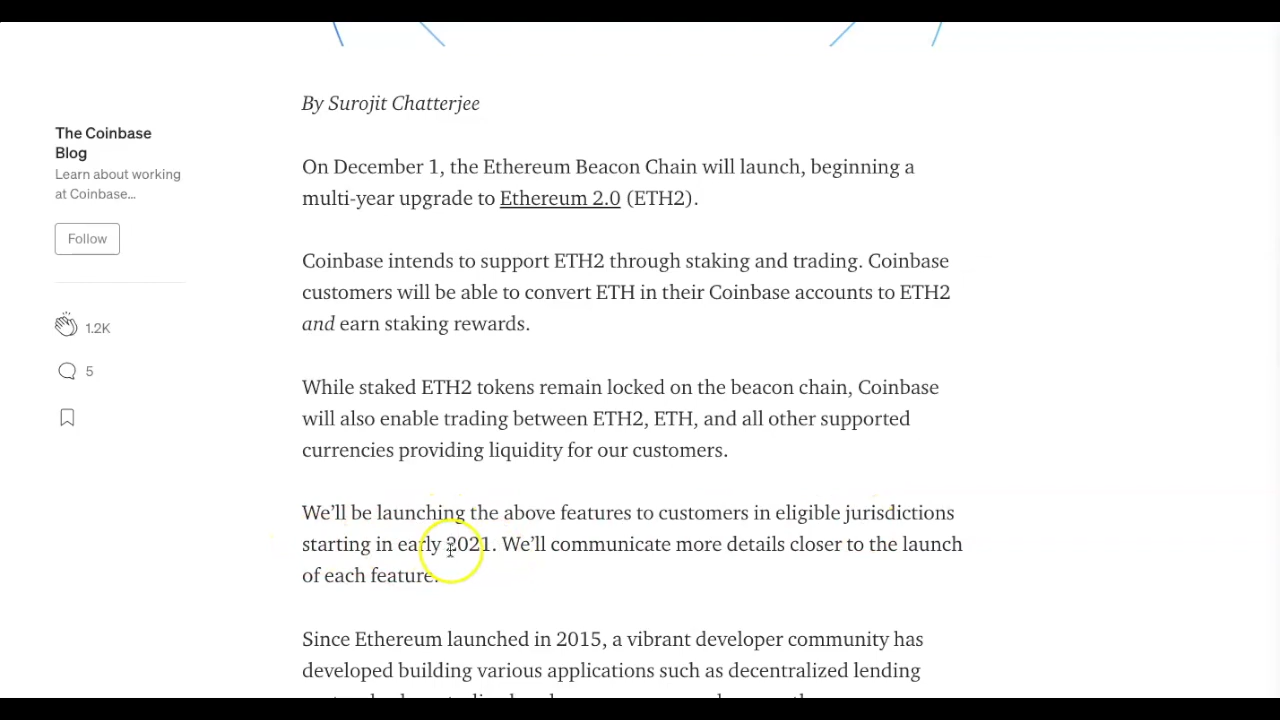 By Surojit Chatterjee
The Coinbase
Blog
Learn about working
at Coinbase...
Follow
1.2K
5
On December 1, the Ethereum Beacon Chain will launch, beginning a
multi-year upgrade to Ethereum 2.0 (ETH2).
Coinbase intends to support ETH2 through staking and trading. Coinbase
customers will be able to convert ETH in their Coinbase accounts to ETH2
and earn staking rewards.
While staked ETH2 tokens remain locked on the beacon chain, Coinbase
will also enable trading between ETH2, ETH, and all other supported
currencies providing liquidity for our customers.
We’ll be launching the above features to customers in eligible jurisdictions
starting in early 2021. We’ll communicate more details closer to the launch
of each feature.
Since Ethereum launched in 2015, a vibrant developer community has
developed building various applications such as decentralized lending